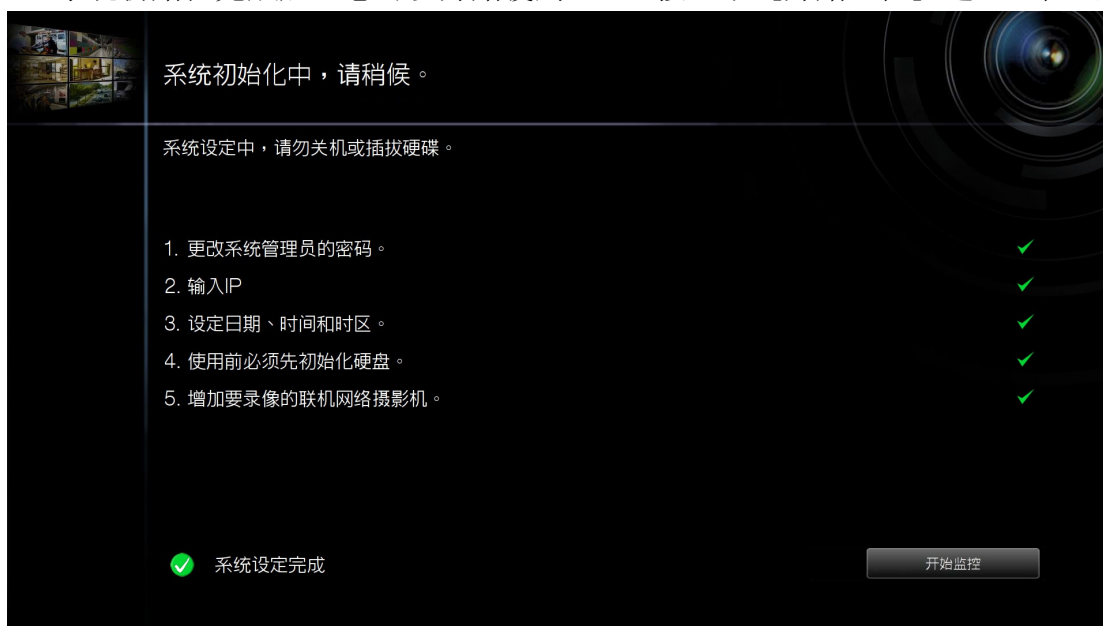 系统初始化中,请稍候。
系统设定中,请勿关机或插拔硬碟。
1. 更改系统管理员的密码。
2. 输入IP
3. 设定日期、时间和时区。
4. 使用前必须先初始化硬盘。
5. 增加要录像的联机网络摄影机。
系统设定完成
开始监控